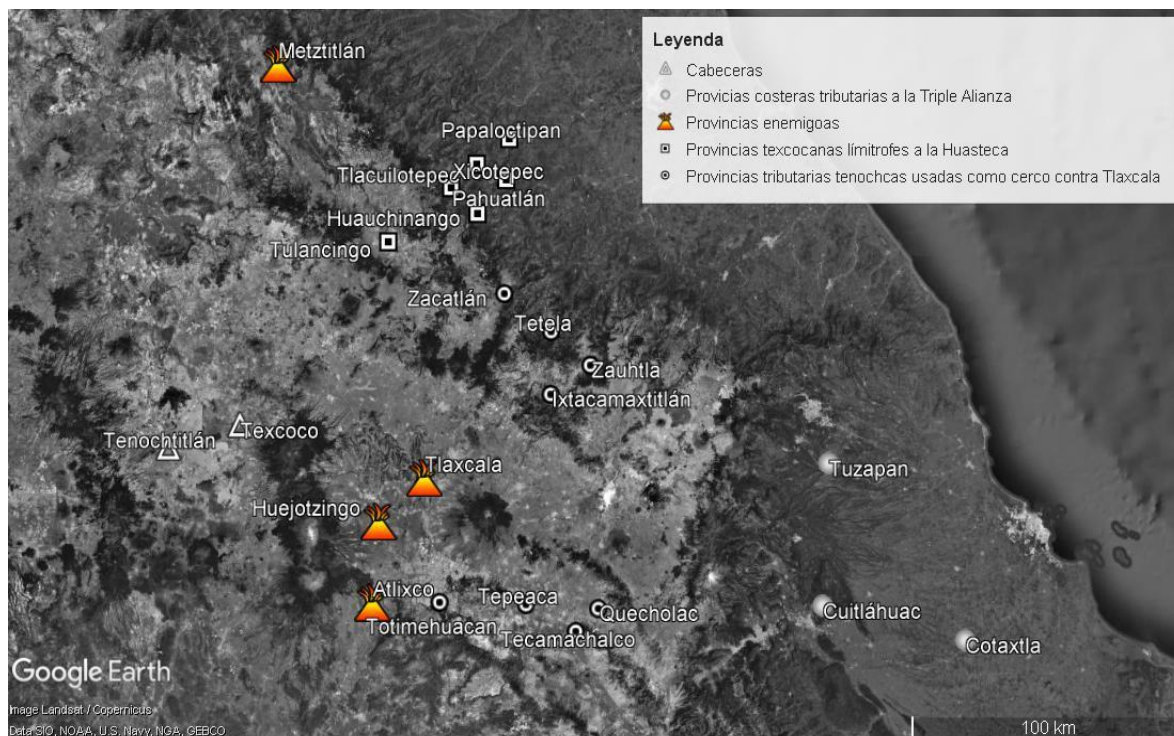 Metztitlán
Papaloctipan
Tlacuilotepec
Xicotepec
Pahuatlán
Huauchinango
Tulancingo
Zacatlán
Tetela
Zauhtla
Ixtacamaxtitlán
Texcoco
Tenochtitlán
Tlaxcala
Huejotzingo
Tuzapan
Atlixco
Tepeaca
Quecholac
Cuitláhuac
Totimehuacan
Tecamachalco
Cotaxtla
Leyenda
Cabeceras
Provicias costeras tributarias a la Triple Alianza
Provincias enemigoas
Provincias texcocanas límitrofes a la Huasteca
Provincias tributarias tenochcas usadas como cerco contra Tlaxcala
Google Earth
Image Landsat / Copernicus
Data SIO, NOAA, U.S. Navy, NGA, GEBCO
100 km